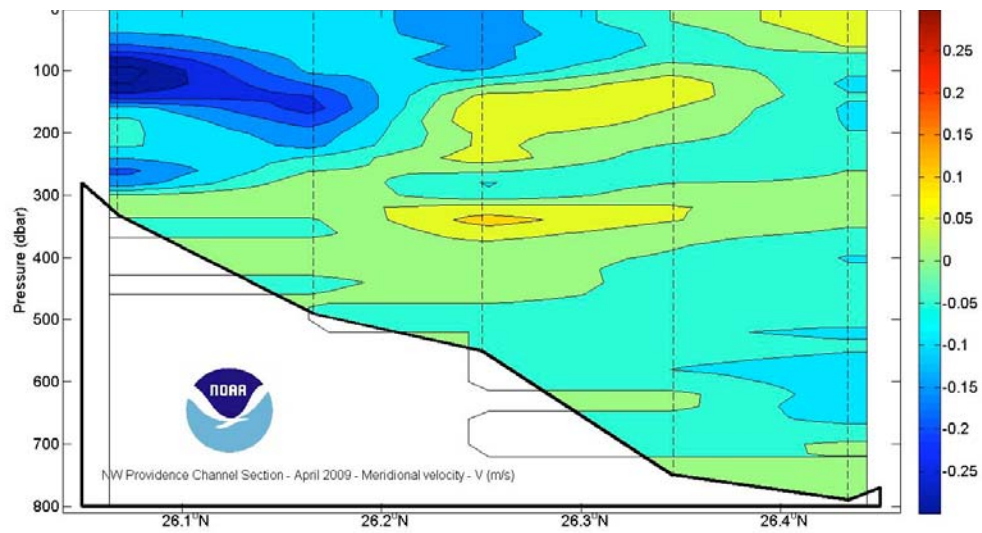 0
100
200
300
400
500
600
700
800
Pressure (dbar)
26.1°N
26.2°N
26.3°N
26.4°N
NOAA
NW Providence Channel Section - April 2009 - Meridional velocity - V (m/s)
0.25
0.2
0.15
0.1
0.05
0
-0.05
-0.1
-0.15
-0.2
-0.25